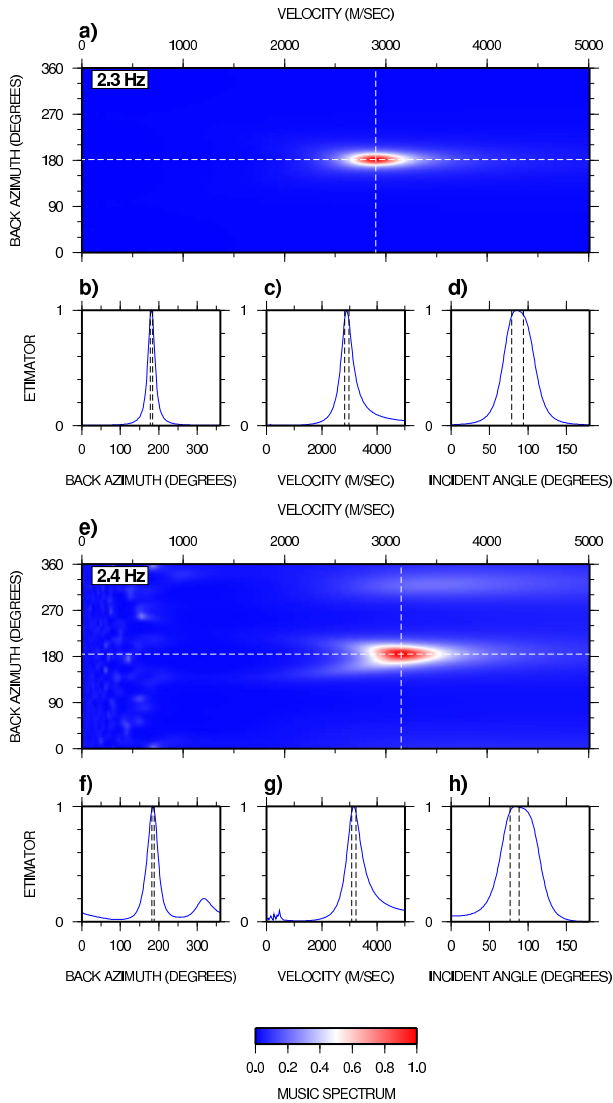 VELOCITY (M/SEC)
a)
0 1000 2000 3000 4000 5000
BACK AZIMUTH (DEGREES)
360
270
180
90
0
2.3 Hz
b) c) d)
ETIMATOR
1 1 1
0 0 0
0 100 200 300 0 2000 4000 0 50 100 150
BACK AZIMUTH (DEGREES) VELOCITY (M/SEC) INCIDENT ANGLE (DEGREES)
VELOCITY (M/SEC)
e)
0 1000 2000 3000 4000 5000
BACK AZIMUTH (DEGREES)
360
270
180
90
0
2.4 Hz
f) g) h)
ETIMATOR
1 1 1
0 0 0
0 100 200 300 0 2000 4000 0 50 100 150
BACK AZIMUTH (DEGREES) VELOCITY (M/SEC) INCIDENT ANGLE (DEGREES)
0.0 0.2 0.4 0.6 0.8 1.0
MUSIC SPECTRUM